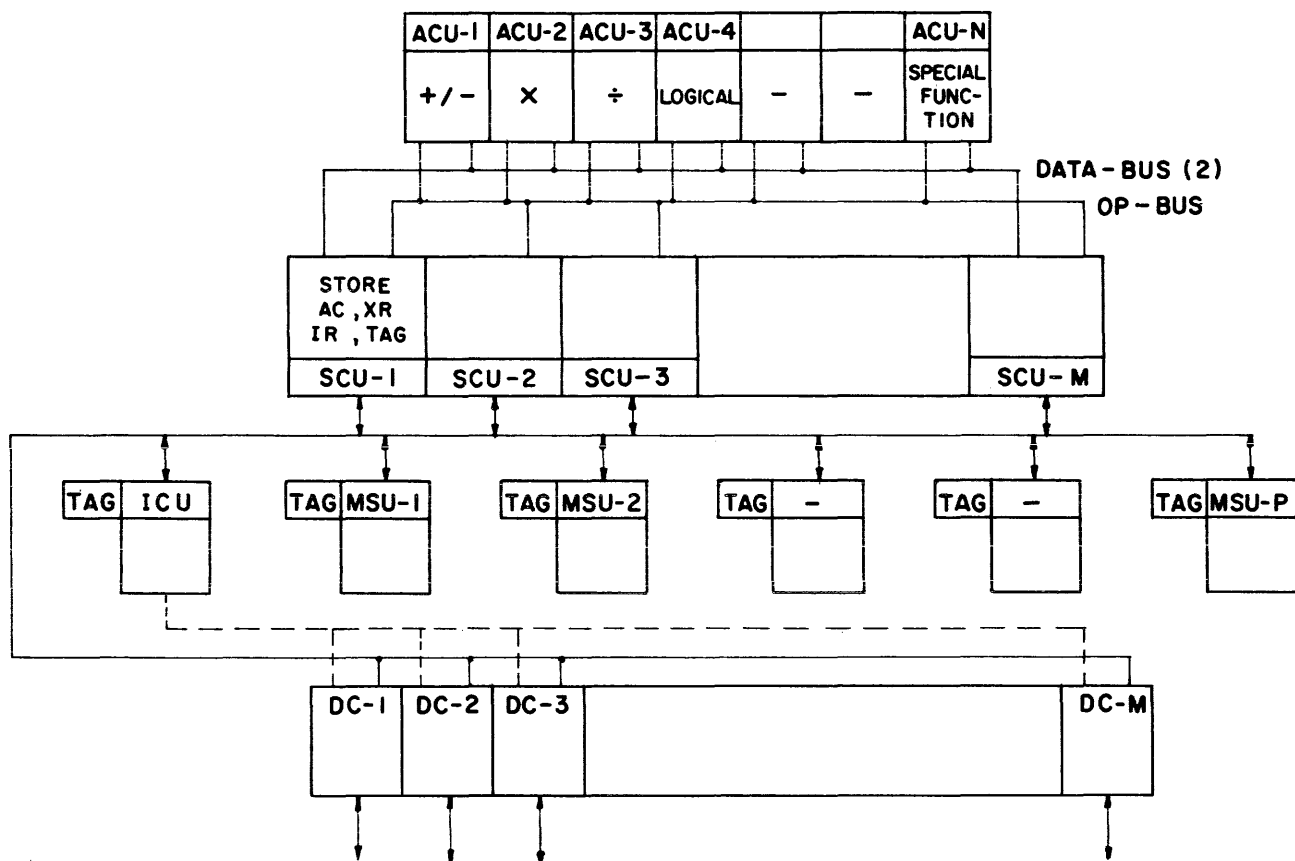 ACU-1 ACU-2 ACU-3 ACU-4 ACU-N
+/- × ÷ LOGICAL - - SPECIAL
FUNC-
TION
DATA-BUS (2)
OP-BUS
STORE
AC, XR
IR, TAG
SCU-1 SCU-2 SCU-3 SCU-M
TAG ICU TAG MSU-1 TAG MSU-2 TAG - TAG - TAG MSU-P
DC-1 DC-2 DC-3 DC-M